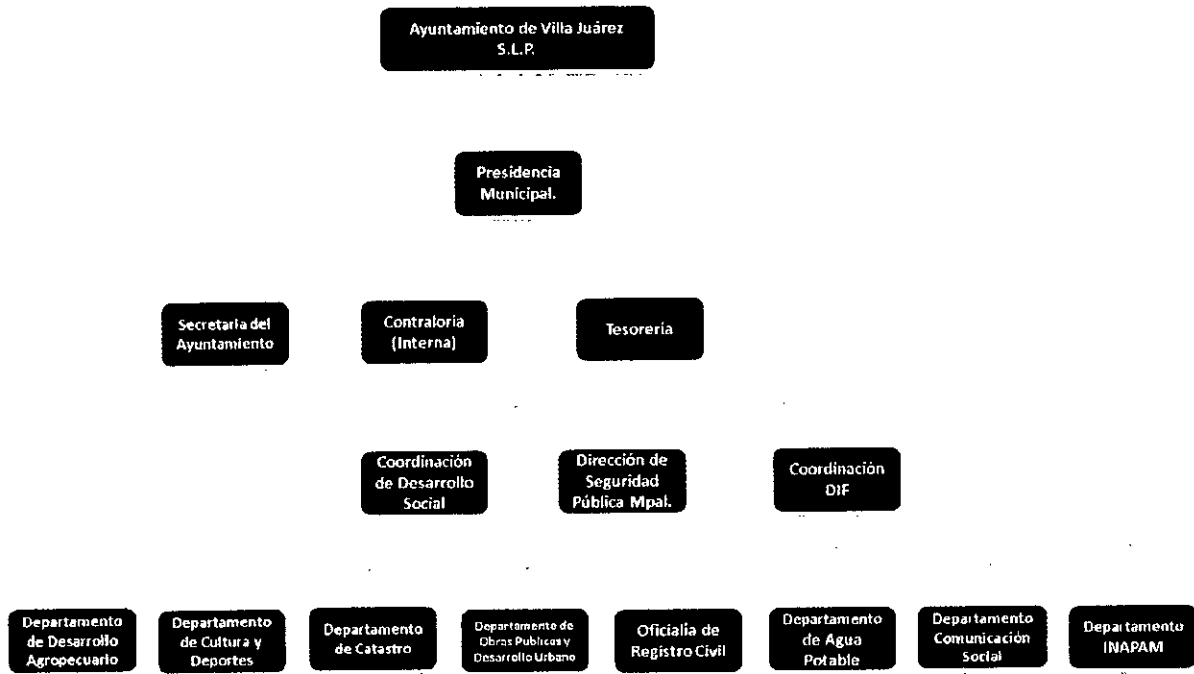 Ayuntamiento de Villa Juárez
S.L.P.
Presidencia
Municipal.
Secretaria del
Ayuntamiento
Contraloria
(Interna)
Tesoreria
Coordinación
de Desarrollo
Social
Dirección de
Seguridad
Pública Mpal.
Coordinación
DIF
Departamento
de Desarrollo
Agropecuario
Departamento
de Cultura y
Deportes
Departamento
de Catastro
Departamento de
Obras Publicas y
Desarrollo Urbano
Oficialia de
Registro Civil
Departamento
de Agua
Potable
Departamento
Comunicación
Social
Departamento
INAPAM